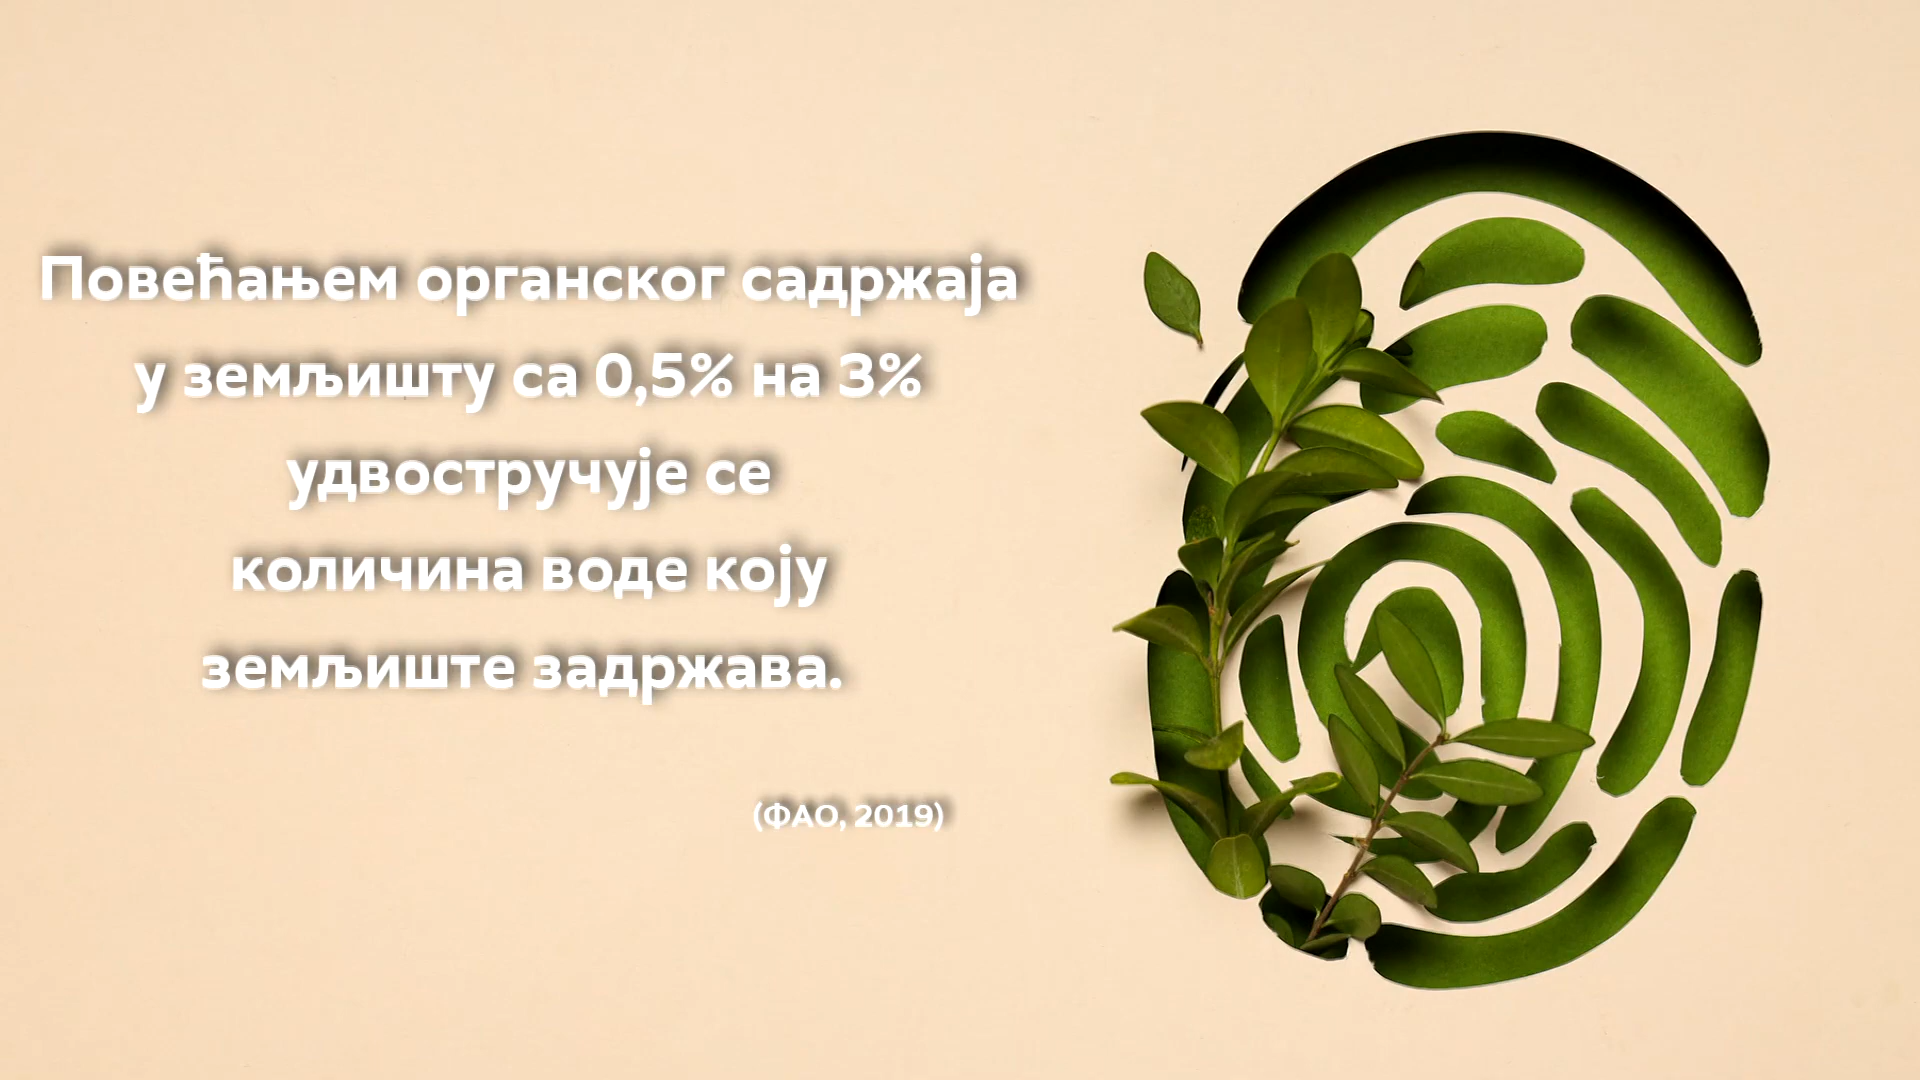 Повећањем органског садржаја
у земљишту са 0,5% на 3%
удвостручује се
количина воде коју
земљиште задржава.
(ФАО, 2019)